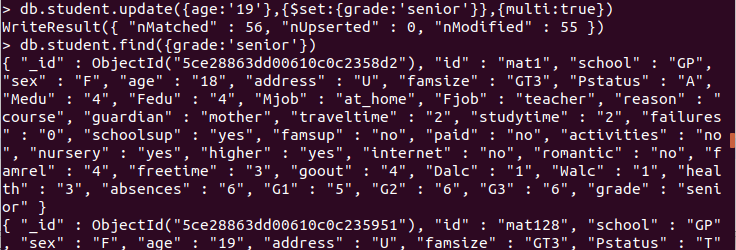 > db.student.update({age:'19'},{$set:{grade:'senior'}},{multi:true})
WriteResult({ "nMatched" : 56, "nUpserted" : 0, "nModified" : 55 })
> db.student.find({grade:'senior'})
{ "_id" : ObjectId("5ce28863dd00610c0c2358d2"), "id" : "mat1", "school" : "GP",
"sex" : "F", "age" : "18", "address" : "U", "famsize" : "GT3", "Pstatus" : "A",
"Medu" : "4", "Fedu" : "4", "Mjob" : "at_home", "Fjob" : "teacher", "reason" : "
course", "guardian" : "mother", "traveltime" : "2", "studytime" : "2", "failures
" : "0", "schoolsup" : "yes", "famsup" : "no", "paid" : "no", "activities" : "no
", "nursery" : "yes", "higher" : "yes", "internet" : "no", "romantic" : "no", "f
amrel" : "4", "freetime" : "3", "goout" : "4", "Dalc" : "1", "Walc" : "1", "heal
th" : "3", "absences" : "6", "G1" : "5", "G2" : "6", "G3" : "6", "grade" : "seni
or" }
{ "_id" : ObjectId("5ce28863dd00610c0c235951"), "id" : "mat128", "school" : "GP"
, "sex" : "F", "age" : "19", "address" : "U", "famsize" : "GT3", "Pstatus" : "T"